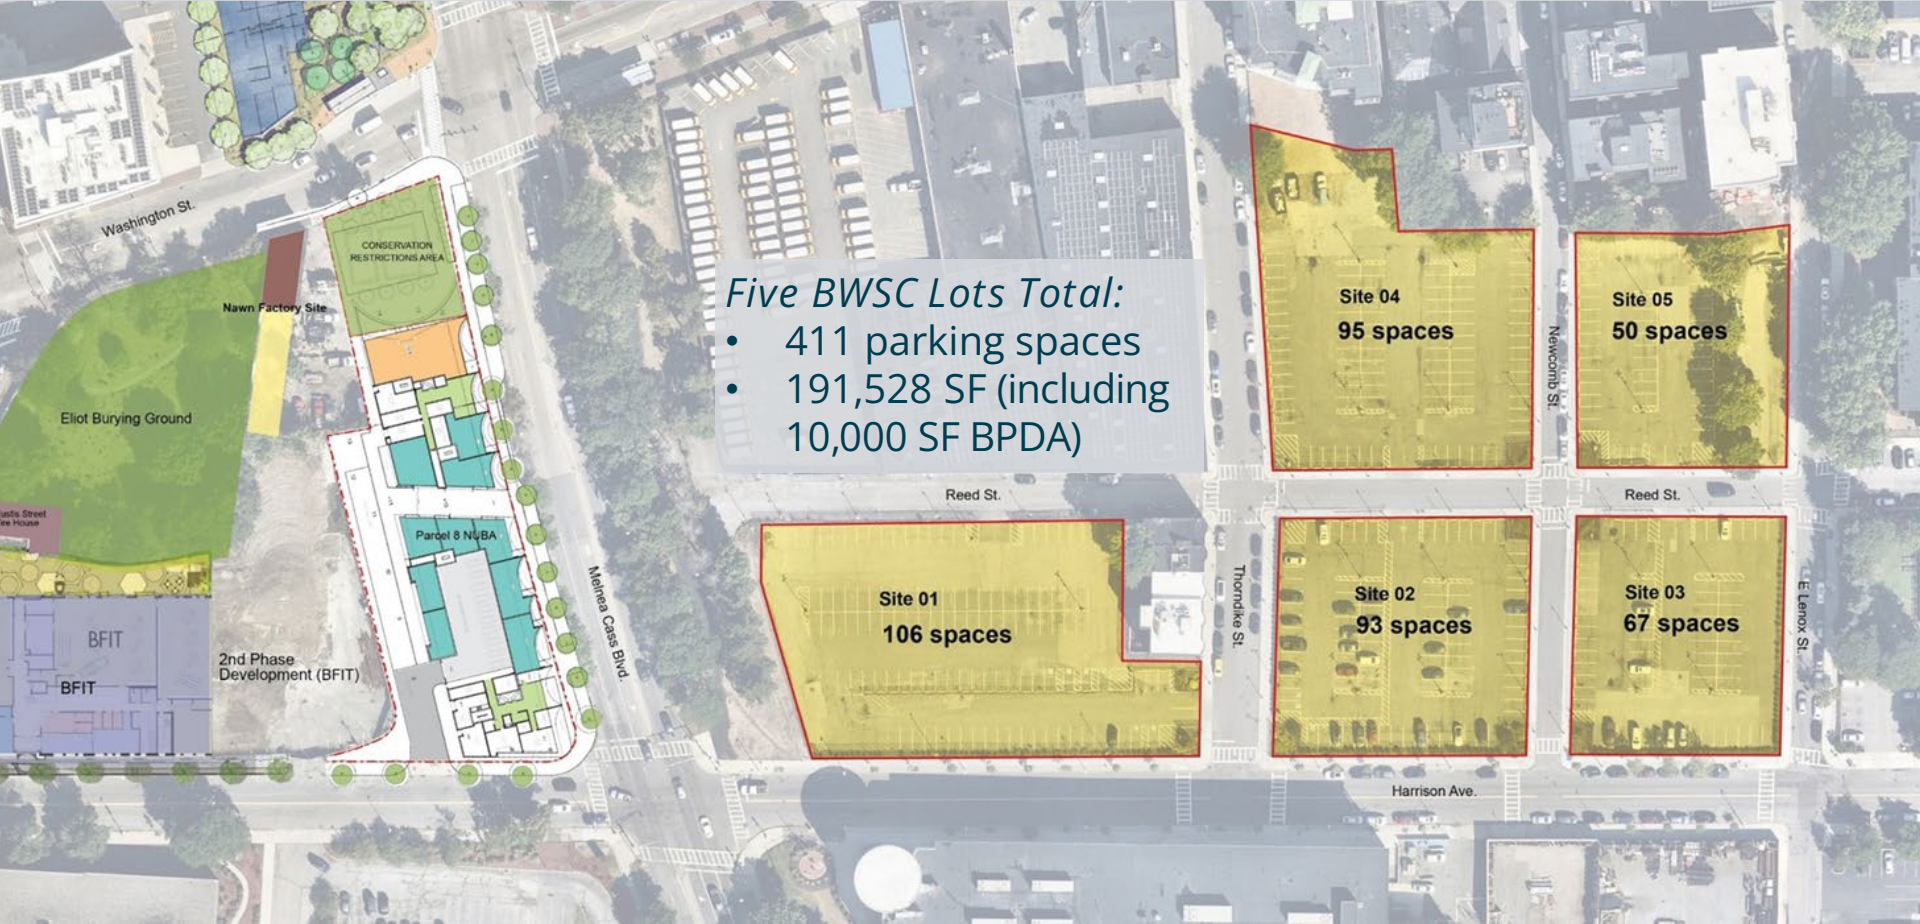 Washington St.
CONSERVATION
RESTRICTIONS AREA
Nawn Factory Site
Eliot Burying Ground
Parcel 8 NUBA
BFIT
BFIT
2nd Phase
Development (BFIT)
Melnea Cass Blvd.
Five BWSC Lots Total:
• 411 parking spaces
• 191,528 SF (including
10,000 SF BPDA)
Reed St.
Site 01
106 spaces
Thorndike St.
Site 04
95 spaces
Newcomb St.
Site 05
50 spaces
Reed St.
Site 02
93 spaces
Site 03
67 spaces
E Lenox St.
Harrison Ave.